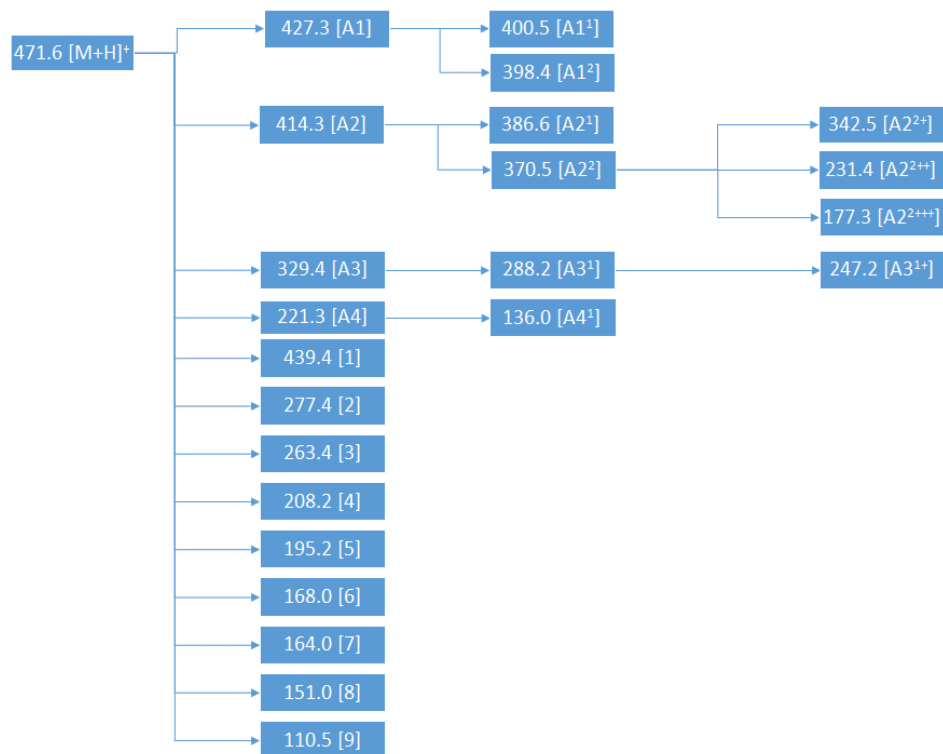 471.6 [M+H]⁺
427.3 [A1]
400.5 [A1¹]
398.4 [A1²]
414.3 [A2]
386.6 [A2¹]
370.5 [A2²]
342.5 [A2²⁺]
231.4 [A2²⁺⁺]
177.3 [A2²⁺⁺⁺]
329.4 [A3]
288.2 [A3¹]
247.2 [A3¹⁺]
221.3 [A4]
136.0 [A4¹]
439.4 [1]
277.4 [2]
263.4 [3]
208.2 [4]
195.2 [5]
168.0 [6]
164.0 [7]
151.0 [8]
110.5 [9]